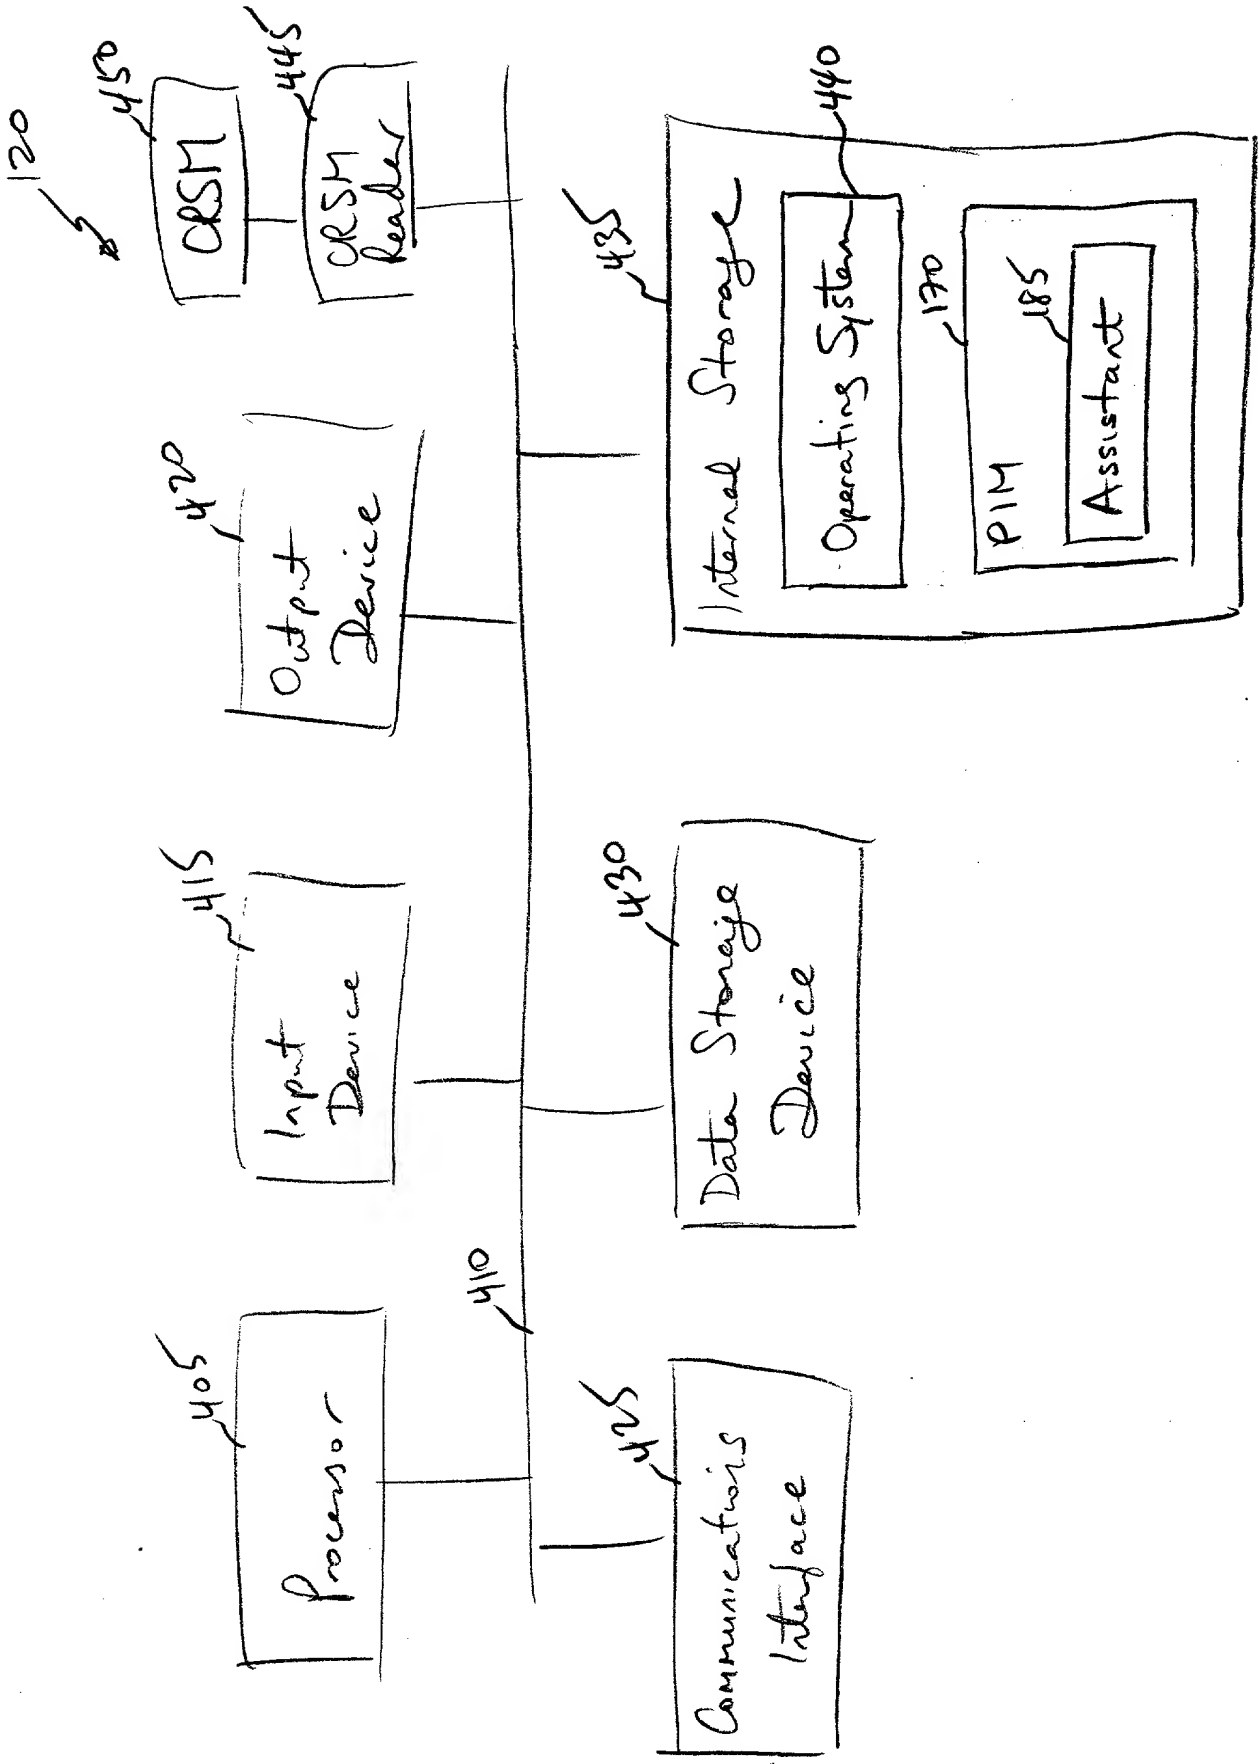 120
405
Processor
415
Input
Device
420
Output
Device
450
CRSM
445
CRSM
Reader
410
425
Communications
Interface
430
Data Storage
Device
435
Internal Storage
440
Operating System
170
PIM
185
Assistant